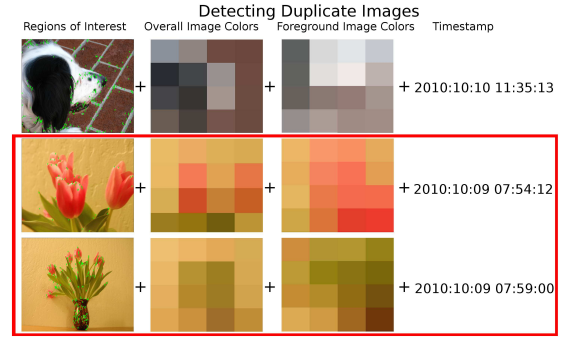 Detecting Duplicate Images
Regions of Interest Overall Image Colors Foreground Image Colors Timestamp
+ + + 2010:10:10 11:35:13
+ + + 2010:10:09 07:54:12
+ + + 2010:10:09 07:59:00